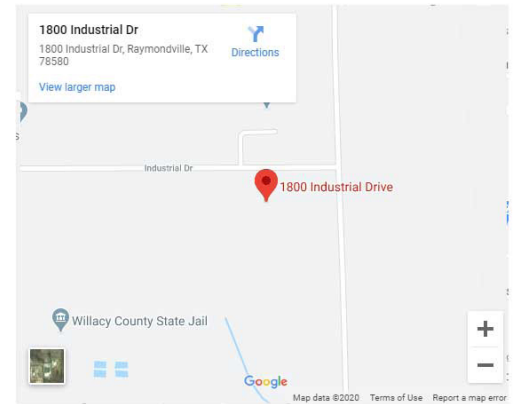 1800 Industrial Dr
1800 Industrial Dr, Raymondville, TX
78580
Directions
View larger map
Industrial Dr
1800 Industrial Drive
Willacy County State Jail
+
−
Google
Map data ©2020 Terms of Use Report a map error